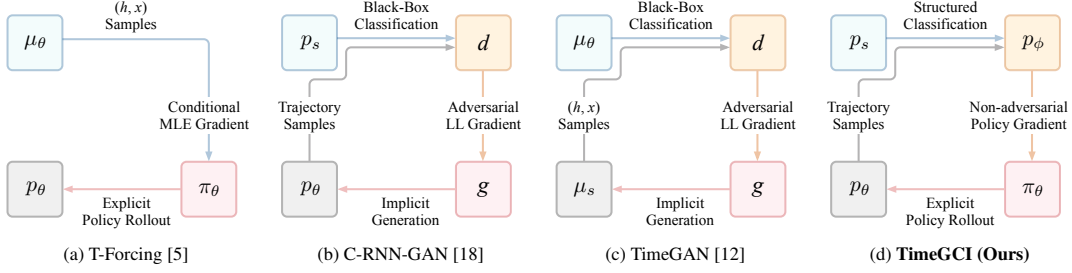 (h, x)
Samples
μθ
Conditional
MLE Gradient
pθ
πθ
Explicit
Policy Rollout
(a) T-Forcing [5]
Black-Box
Classification
ps
d
Trajectory
Samples
Adversarial
LL Gradient
pθ
g
Implicit
Generation
(b) C-RNN-GAN [18]
Black-Box
Classification
μθ
d
(h, x)
Samples
Adversarial
LL Gradient
μs
g
Implicit
Generation
(c) TimeGAN [12]
Structured
Classification
ps
pϕ
Trajectory
Samples
Non-adversarial
Policy Gradient
pθ
πθ
Explicit
Policy Rollout
(d) TimeGCI (Ours)